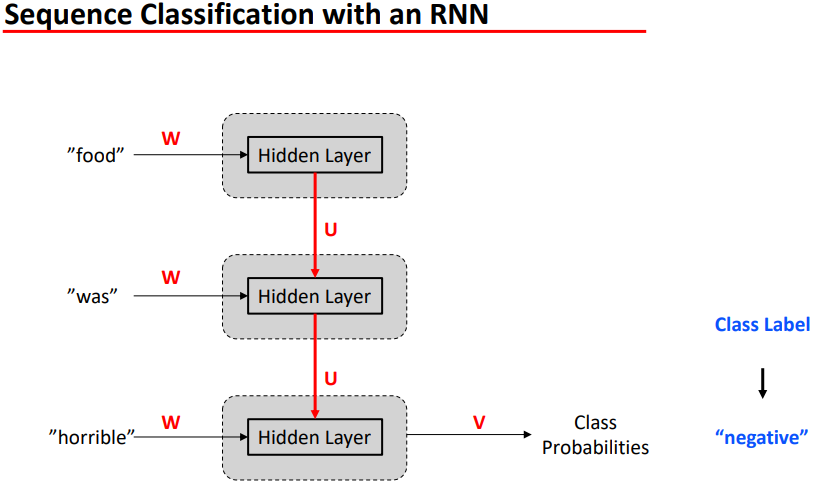 Sequence Classification with an RNN
W
”food”
Hidden Layer
U
W
”was”
Hidden Layer
Class Label
U
W
”horrible”
Hidden Layer
V
Class
Probabilities
“negative”